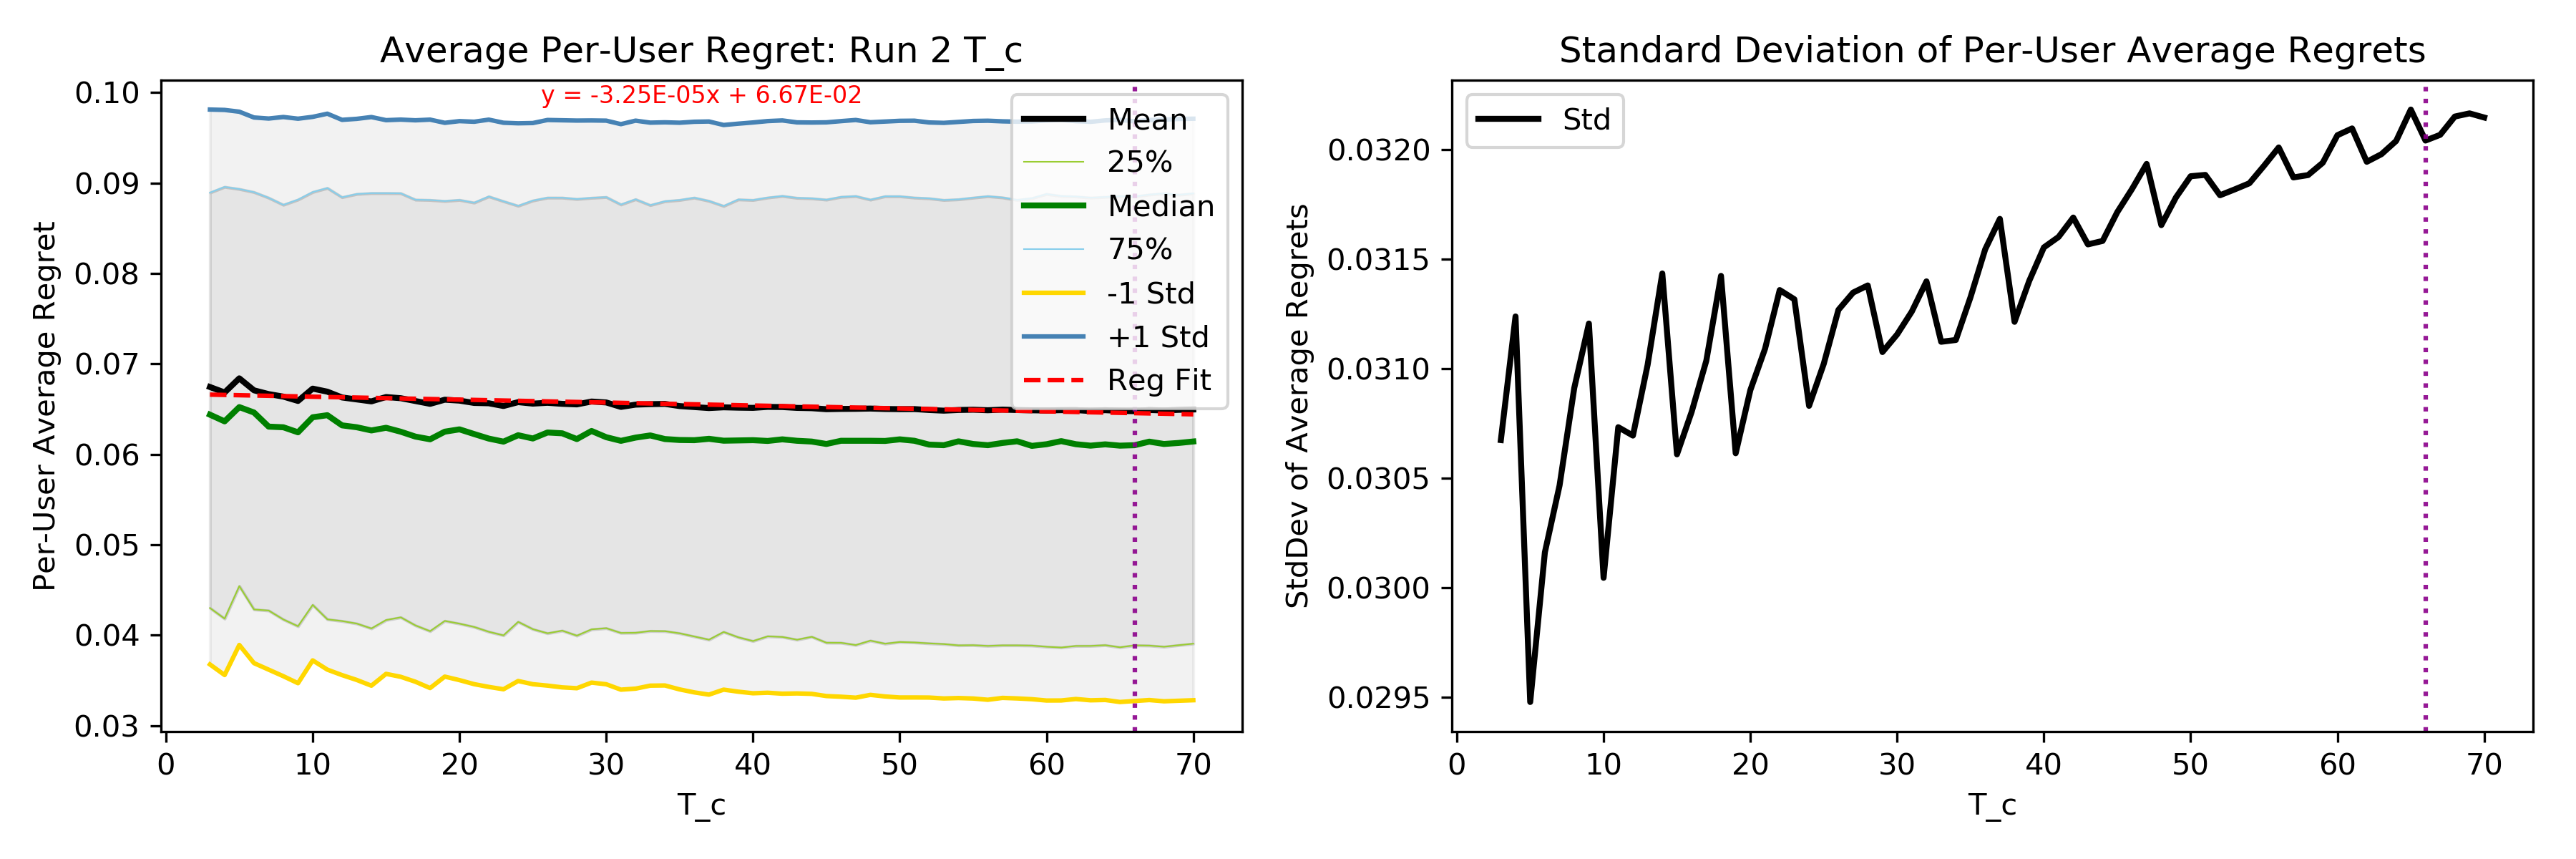 Average Per-User Regret: Run 2 T_c
y = -3.25E-05x + 6.67E-02
Per-User Average Regret
0.10
0.09
0.08
0.07
0.06
0.05
0.04
0.03
Mean
25%
Median
75%
-1 Std
+1 Std
Reg Fit
0 10 20 30 40 50 60 70
T_c
Standard Deviation of Per-User Average Regrets
Std
StdDev of Average Regrets
0.0320
0.0315
0.0310
0.0305
0.0300
0.0295
0 10 20 30 40 50 60 70
T_c